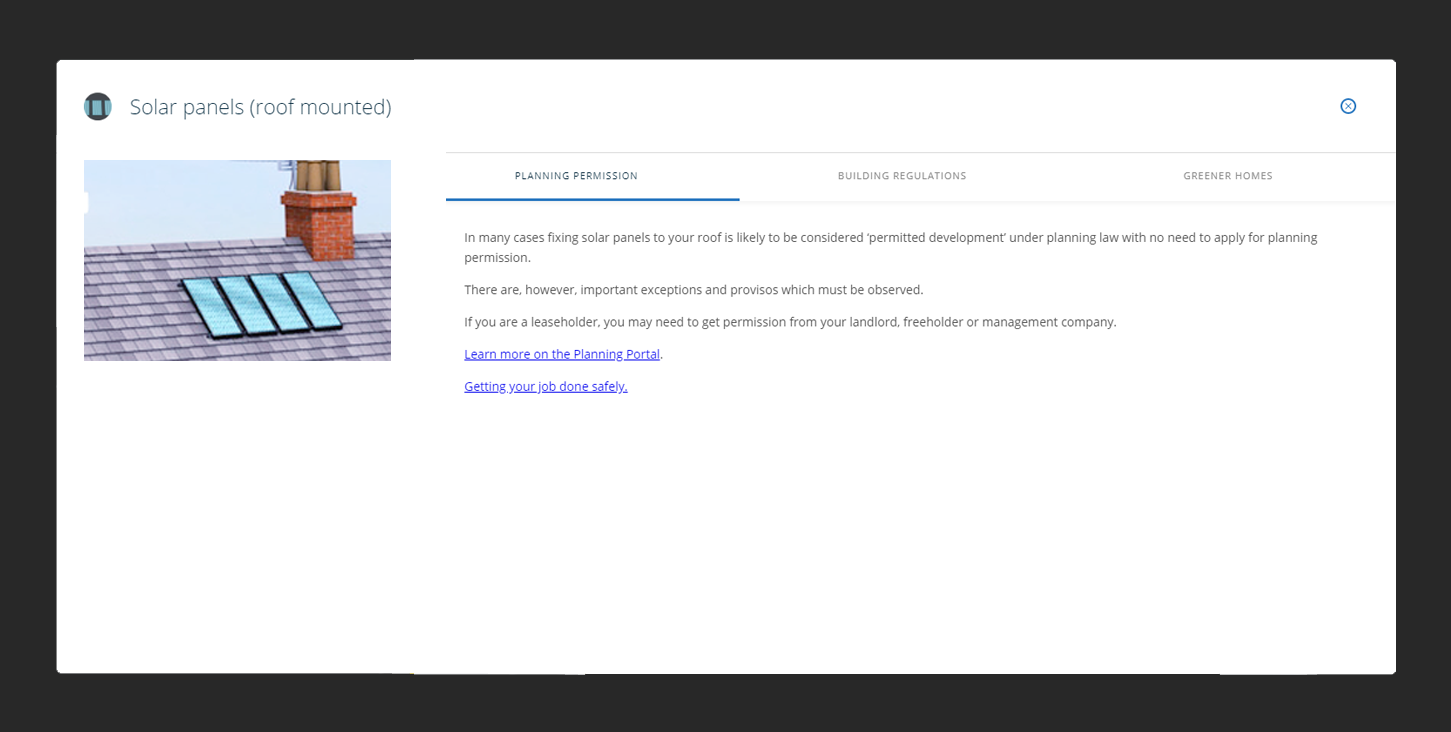 Solar panels (roof mounted)
PLANNING PERMISSION
BUILDING REGULATIONS
GREENER HOMES
In many cases fixing solar panels to your roof is likely to be considered ‘permitted development’ under planning law with no need to apply for planning
permission.
There are, however, important exceptions and provisos which must be observed.
If you are a leaseholder, you may need to get permission from your landlord, freeholder or management company.
Learn more on the Planning Portal.
Getting your job done safely.